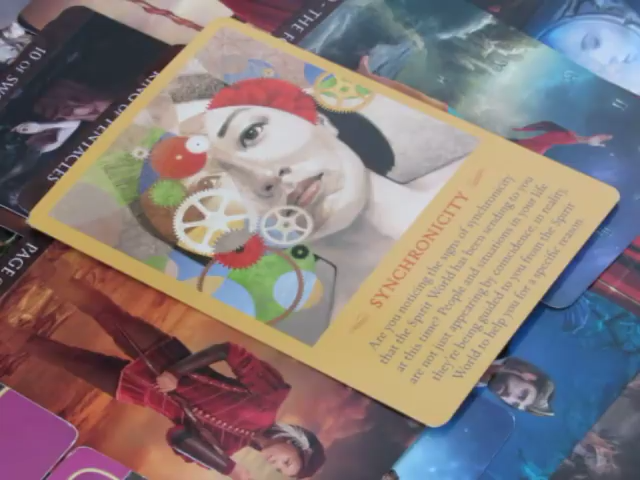 SYNCHRONICITY
Are you noticing the signs of synchronicity
that the Spirit World has been sending to you
at this time? People and situations in your life
are not just appearing by coincidence; in reality,
they're being guided to you from the Spirit
World to help you for a specific reason.
10 OF SW
KING OF PENTACLES
PAGE
THE